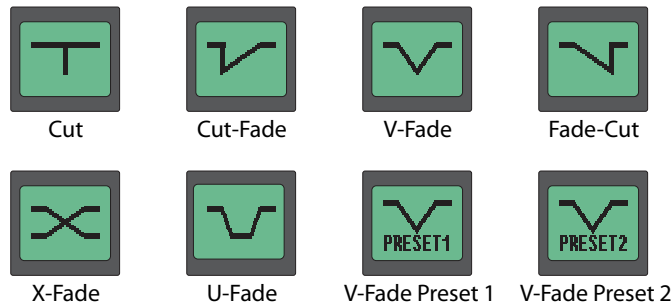 Cut
Cut-Fade
V-Fade
Fade-Cut
PRESET1
PRESET2
X-Fade
U-Fade
V-Fade Preset 1
V-Fade Preset 2